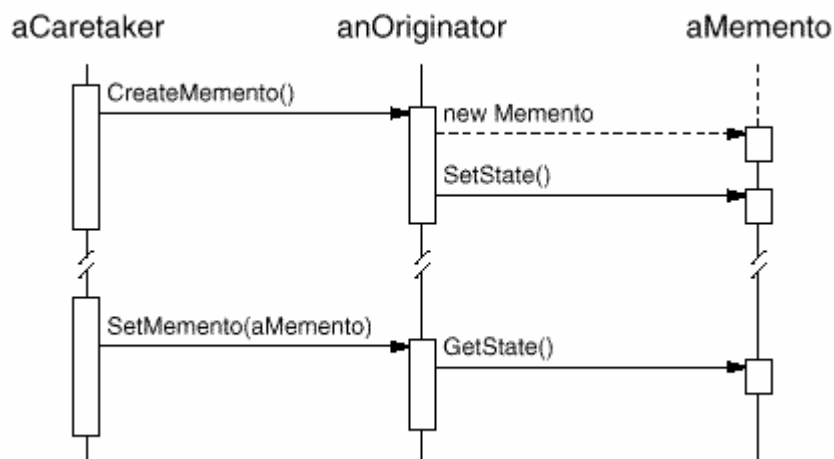 aCaretaker anOriginator aMemento
CreateMemento()
new Memento
SetState()
SetMemento(aMemento)
GetState()